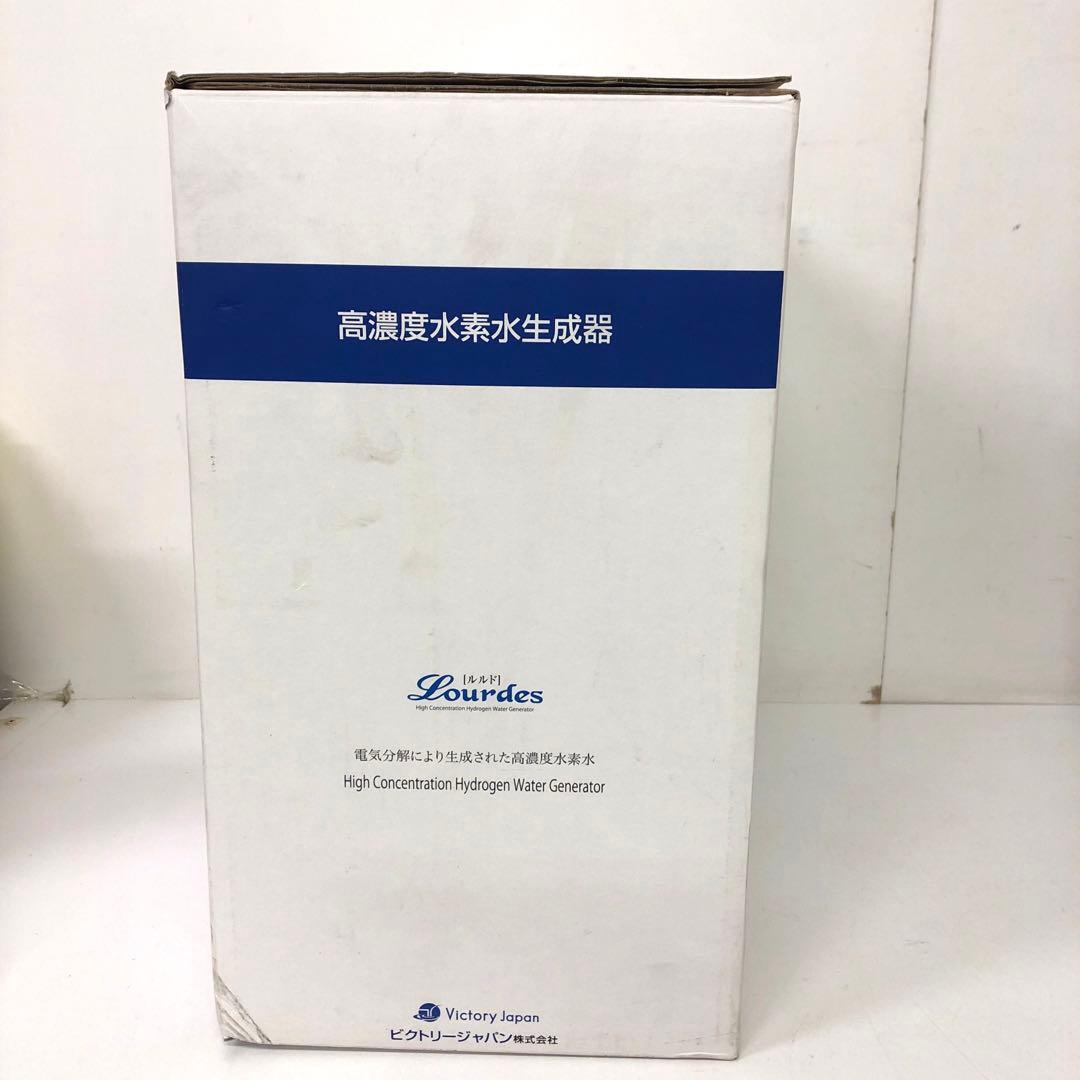 高濃度水素水生成器
[ルルド]
Lourdes
High Concentration Hydrogen Water Generator
電気分解により生成された高濃度水素水
High Concentration Hydrogen Water Generator
Victory Japan
ビクトリージャパン株式会社